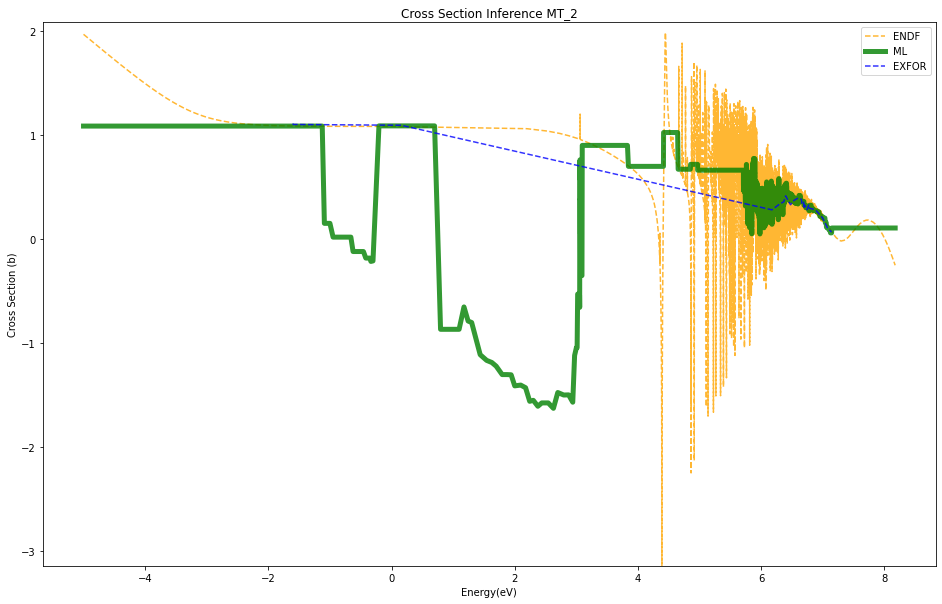 Cross Section Inference MT_2
ENDF
ML
EXFOR
Cross Section (b)
2
1
0
−1
−2
−3
−4
−2
0
2
4
6
8
Energy(eV)